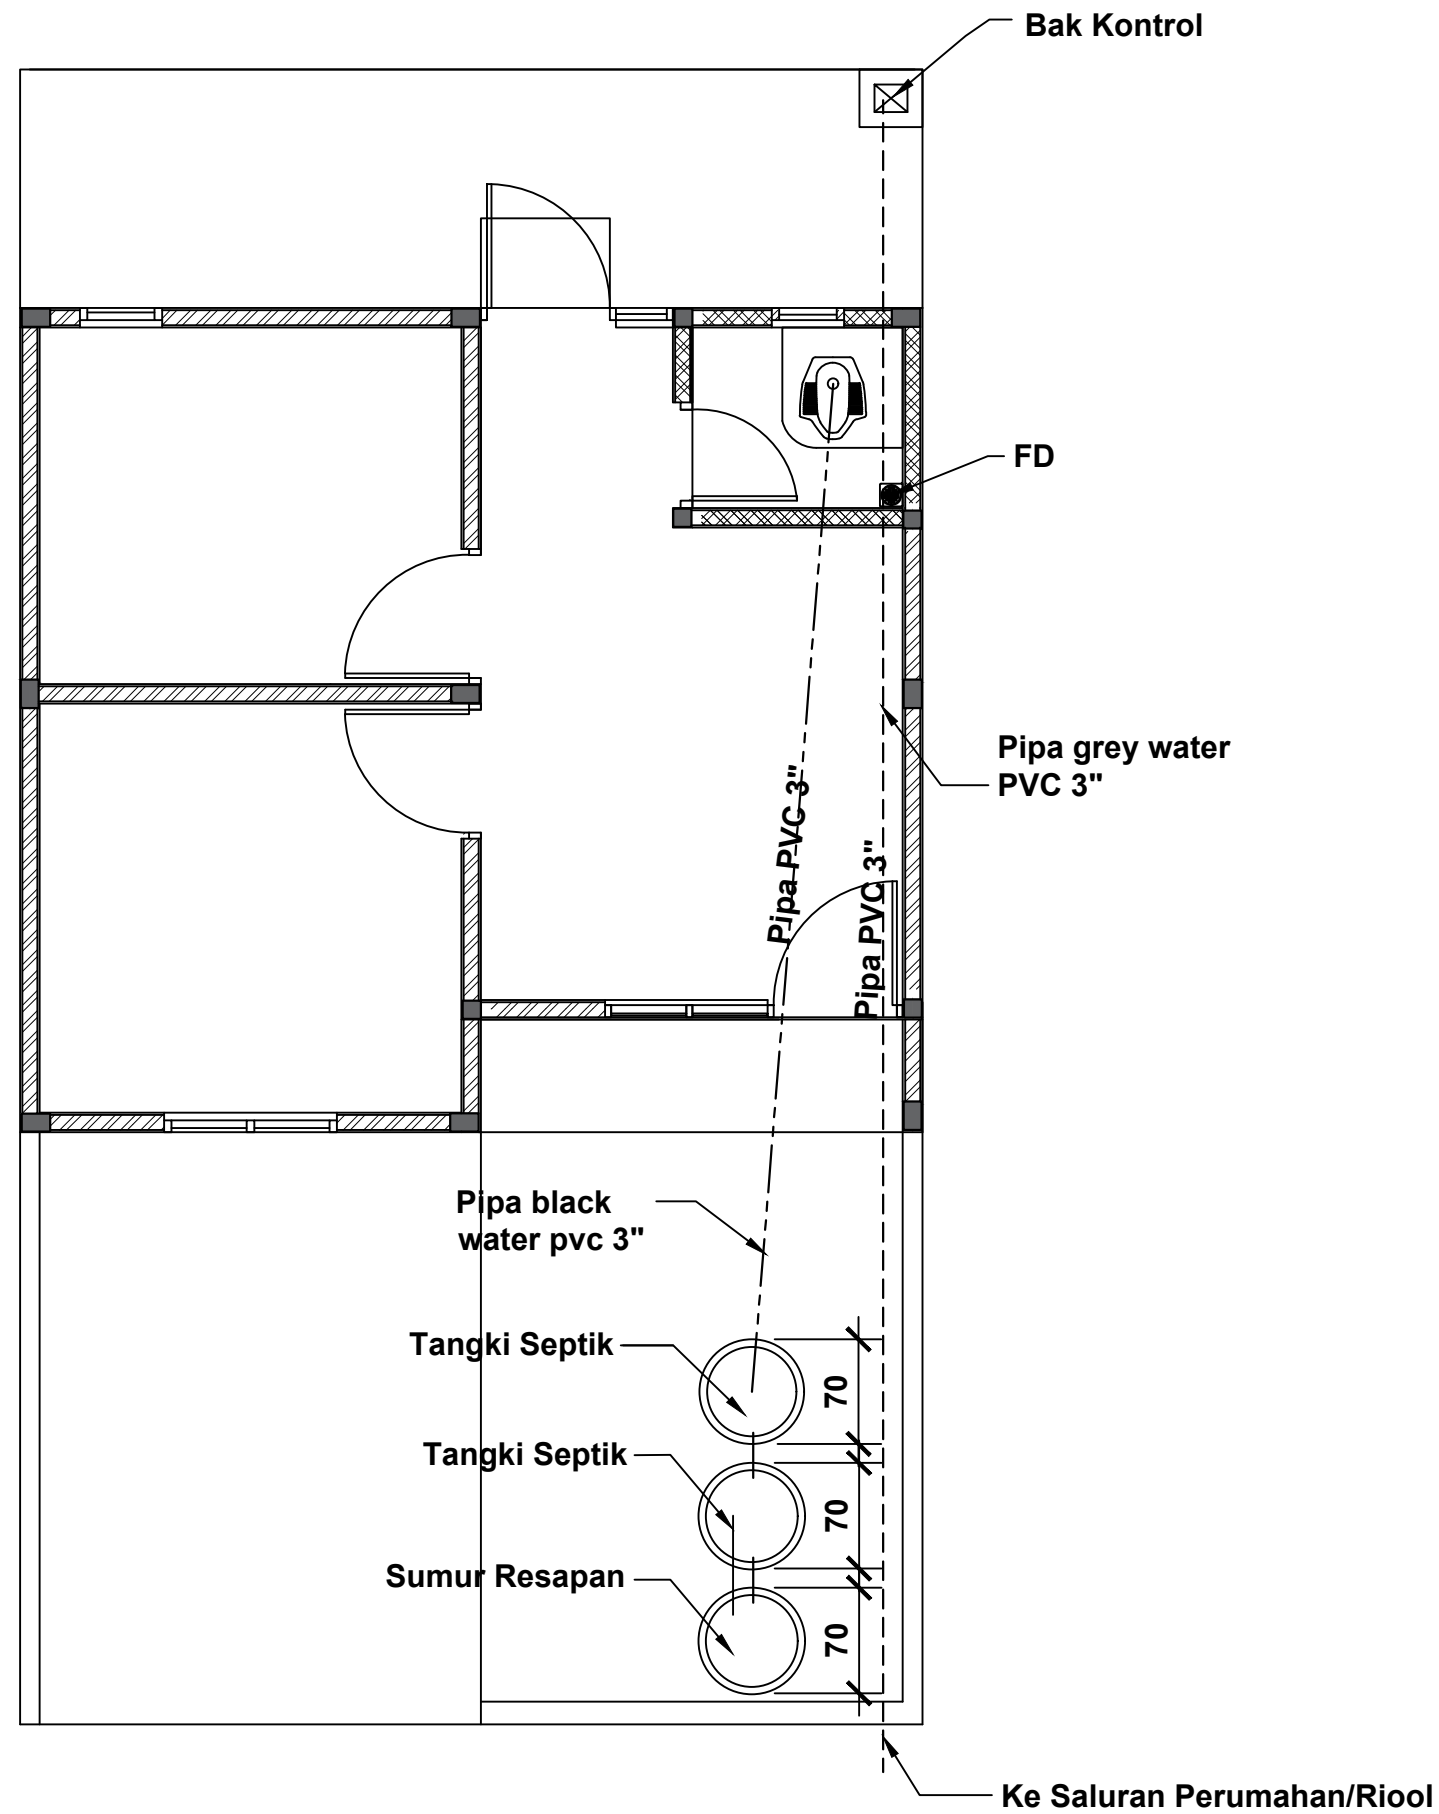 Bak Kontrol
FD
Pipa grey water
PVC 3"
Pipa PVC 3"
Pipa PVC 3"
Pipa black
water pvc 3"
Tangki Septik
70
Tangki Septik
70
Sumur Resapan
70
Ke Saluran Perumahan/Riool